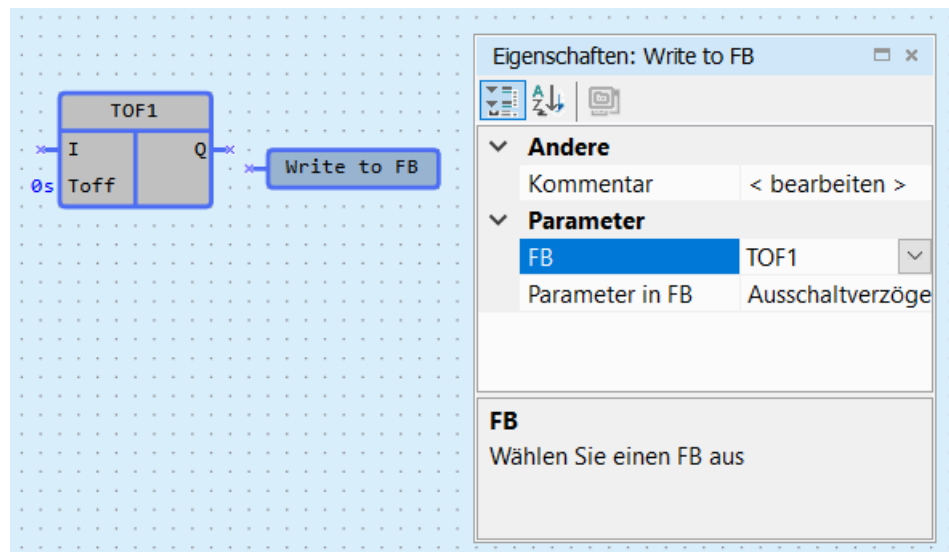 TOF1
I Q
0s Toff
Write to FB
Eigenschaften: Write to FB
Andere
Kommentar < bearbeiten >
Parameter
FB TOF1
Parameter in FB Ausschaltverzöge
FB
Wählen Sie einen FB aus